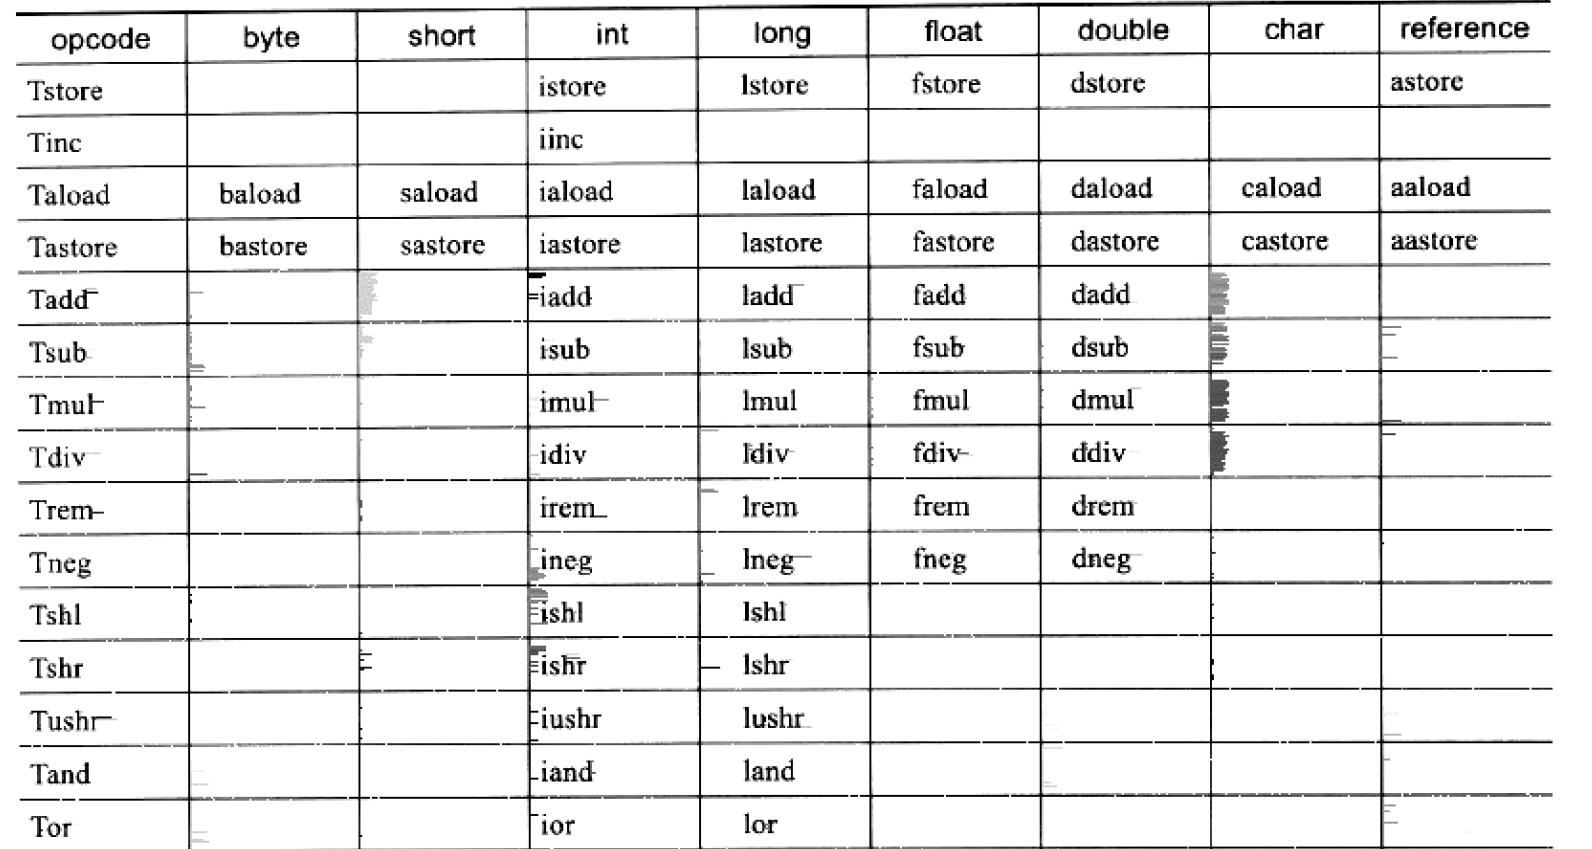 opcode byte short int long float double char reference
Tstore istore lstore fstore dstore astore
Tinc iinc
Taload baload saload iaload laload faload daload caload aaload
Tastore bastore sastore iastore lastore fastore dastore castore aastore
Tadd iadd ladd fadd dadd
Tsub isub lsub fsub dsub
Tmul imul lmul fmul dmul
Tdiv idiv ldiv fdiv ddiv
Trem irem lrem frem drem
Tneg ineg lneg fneg dneg
Tshl ishl lshl
Tshr ishr lshr
Tushr iushr lushr
Tand iand land
Tor ior lor